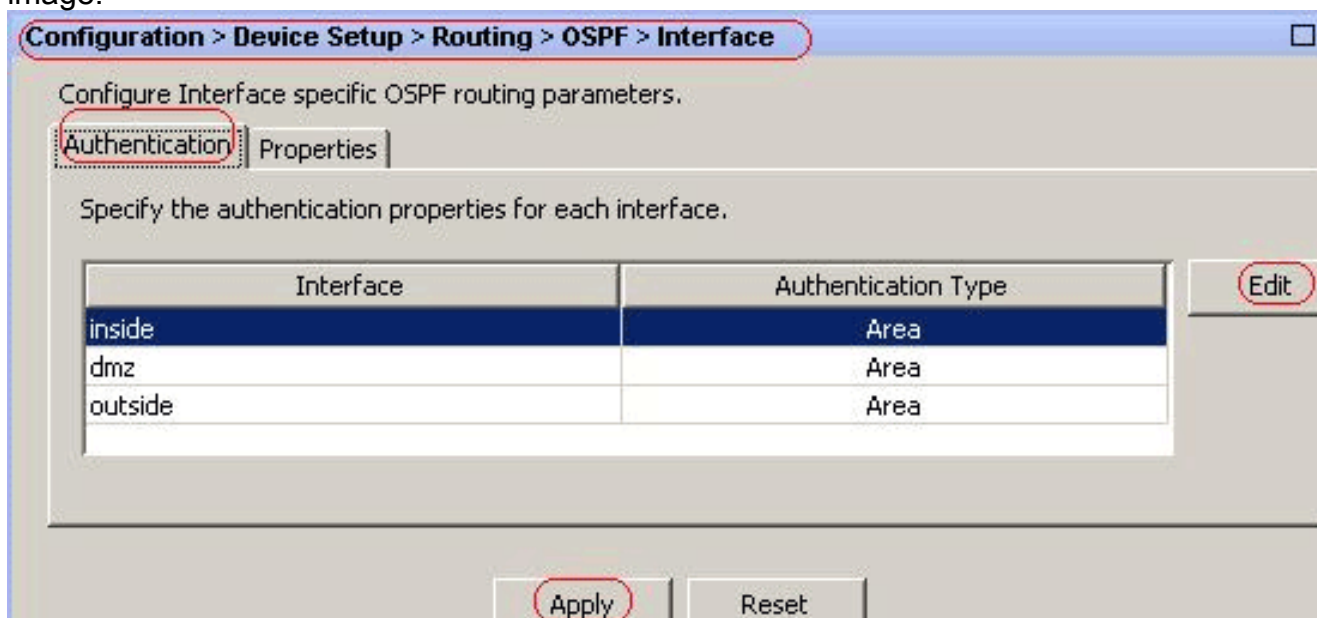 image.
Configuration > Device Setup > Routing > OSPF > Interface
Configure Interface specific OSPF routing parameters.
Authentication Properties
Specify the authentication properties for each interface.
Interface Authentication Type Edit
inside Area
dmz Area
outside Area
Apply Reset